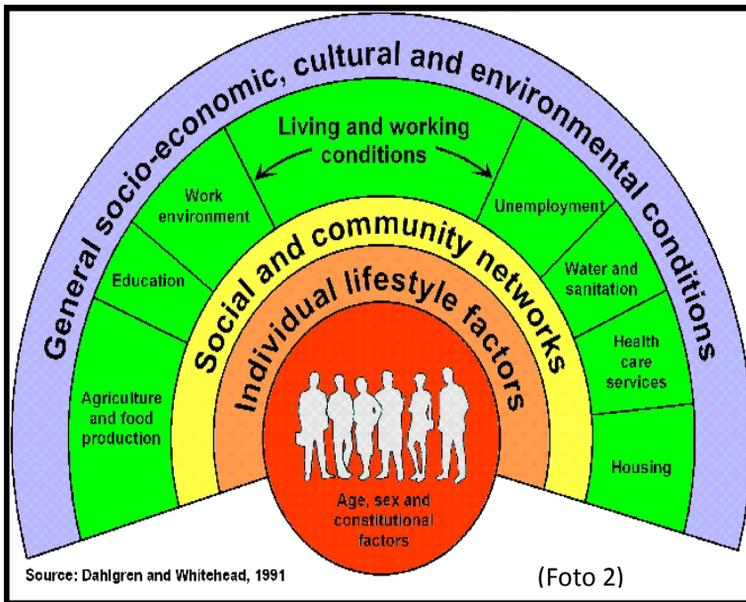 General socio-economic, cultural and environmental conditions
Living and working
conditions
Work
environment
Education
Agriculture
and food
production
Unemployment
Water and
sanitation
Health
care
services
Housing
Social and community networks
Individual lifestyle factors
Age, sex and
constitutional
factors
Source: Dahlgren and Whitehead, 1991
(Foto 2)